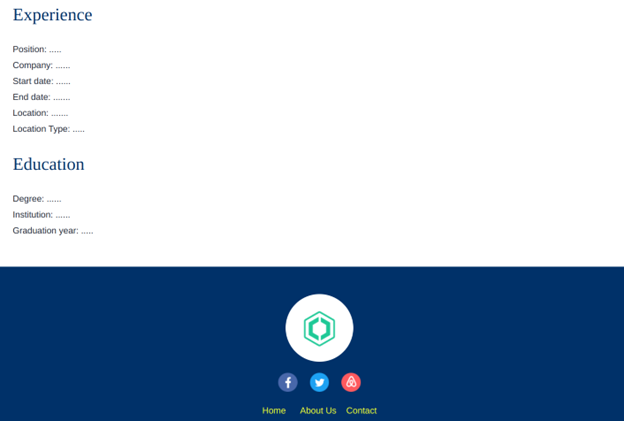 Experience
Position: .....
Company: ......
Start date: ......
End date: .......
Location: .......
Location Type: .....
Education
Degree: ......
Institution: ......
Graduation year: .....
Home About Us Contact